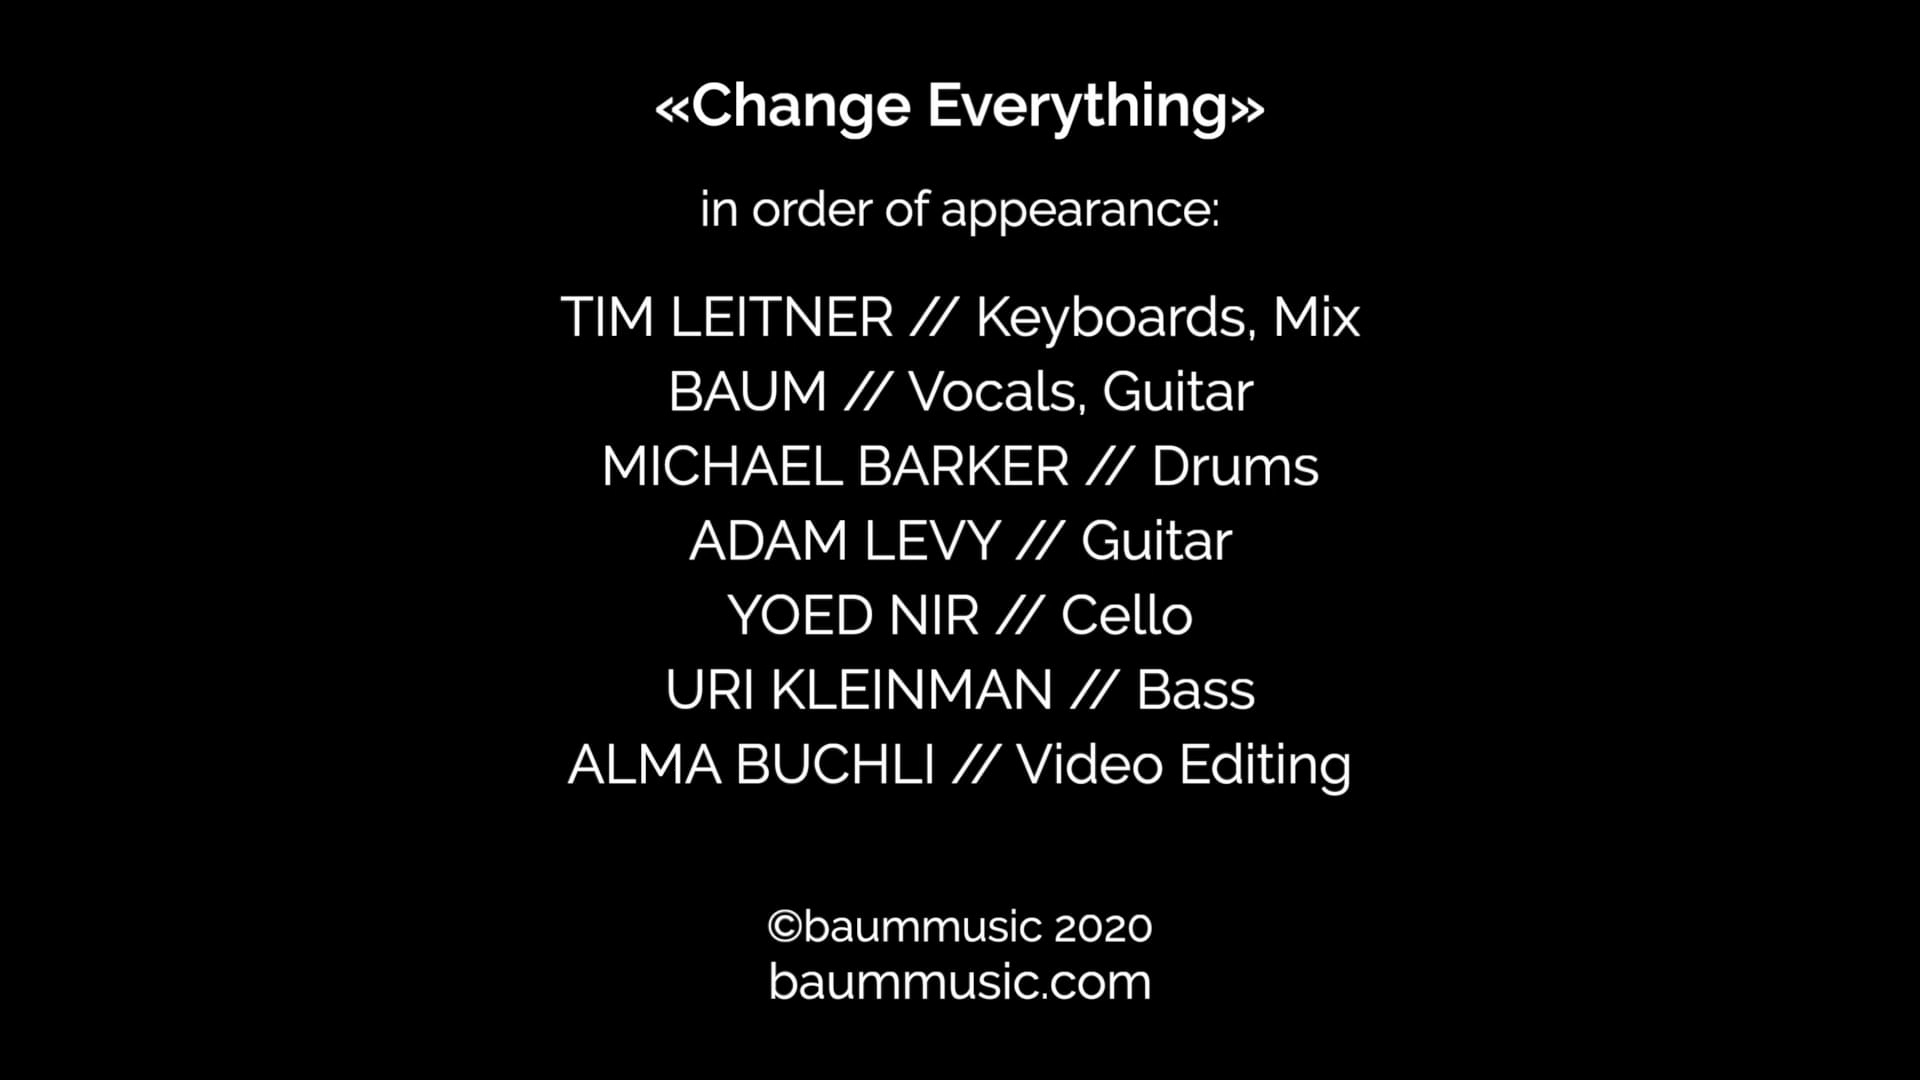 «Change Everything»
in order of appearance:
TIM LEITNER // Keyboards, Mix
BAUM // Vocals, Guitar
MICHAEL BARKER // Drums
ADAM LEVY // Guitar
YOED NIR // Cello
URI KLEINMAN // Bass
ALMA BUCHLI // Video Editing
©baummusic 2020
baummusic.com